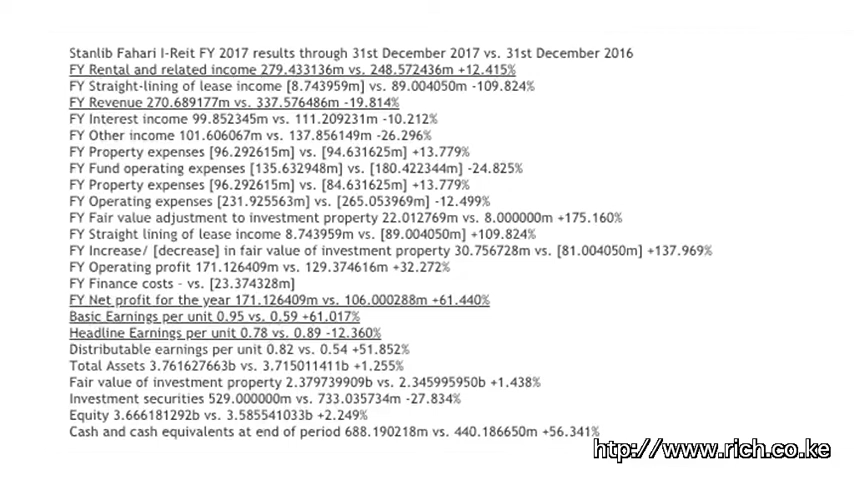 Stanlib Fahari I-Reit FY 2017 results through 31st December 2017 vs. 31st December 2016
FY Rental and related income 279.433136m vs. 248.572436m +12.415%
FY Straight-lining of lease income [8.743959m] vs. 89.004050m -109.824%
FY Revenue 270.689177m vs. 337.576486m -19.814%
FY Interest income 99.852345m vs. 111.209231m -10.212%
FY Other income 101.606067m vs. 137.856149m -26.296%
FY Property expenses [96.292615m] vs. [94.631625m] +13.779%
FY Fund operating expenses [135.632948m] vs. [180.422344m] -24.825%
FY Property expenses [96.292615m] vs. [84.631625m] +13.779%
FY Operating expenses [231.925563m] vs. [265.053969m] -12.499%
FY Fair value adjustment to investment property 22.012769m vs. 8.000000m +175.160%
FY Straight lining of lease income 8.743959m vs. [89.004050m] +109.824%
FY Increase/ [decrease] in fair value of investment property 30.756728m vs. [81.004050m] +137.969%
FY Operating profit 171.126409m vs. 129.374616m +32.272%
FY Finance costs - vs. [23.374328m]
FY Net profit for the year 171.126409m vs. 106.000288m +61.440%
Basic Earnings per unit 0.95 vs. 0.59 +61.017%
Headline Earnings per unit 0.78 vs. 0.89 -12.360%
Distributable earnings per unit 0.82 vs. 0.54 +51.852%
Total Assets 3.761627663b vs. 3.715011411b +1.255%
Fair value of investment property 2.379739909b vs. 2.345995950b +1.438%
Investment securities 529.000000m vs. 733.035734m -27.834%
Equity 3.666181292b vs. 3.585541033b +2.249%
Cash and cash equivalents at end of period 688.190218m vs. 440.186650m +56.341%
htp://www.rich.co.ke